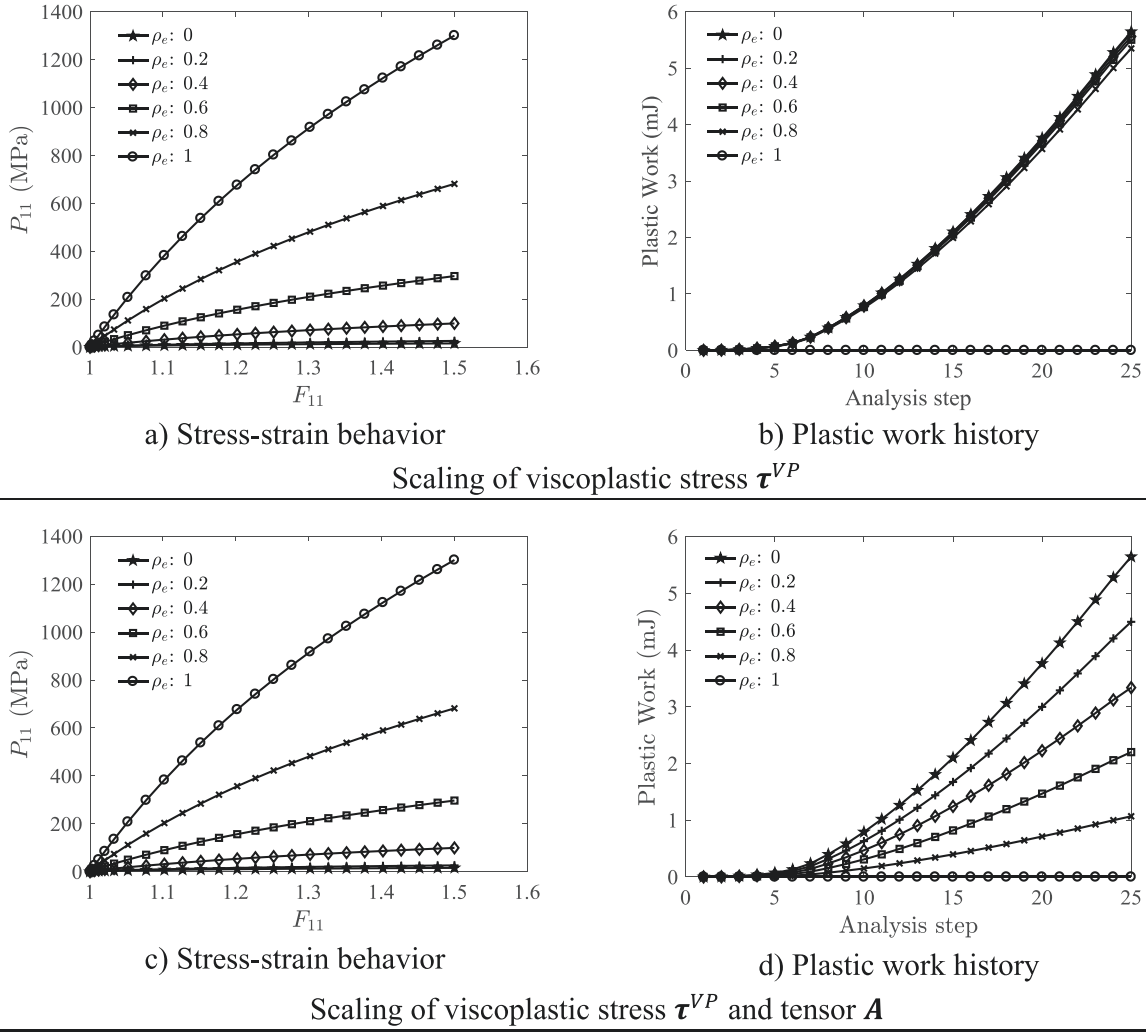 1400
1200
1000
800
600
400
200
0
P₁₁ (MPa)
ρₑ: 0
ρₑ: 0.2
ρₑ: 0.4
ρₑ: 0.6
ρₑ: 0.8
ρₑ: 1
1 1.1 1.2 1.3 1.4 1.5 1.6
F₁₁
a) Stress-strain behavior
6
5
4
3
2
1
0
Plastic Work (mJ)
ρₑ: 0
ρₑ: 0.2
ρₑ: 0.4
ρₑ: 0.6
ρₑ: 0.8
ρₑ: 1
0 5 10 15 20 25
Analysis step
b) Plastic work history
Scaling of viscoplastic stress 𝝉^{VP}
1400
1200
1000
800
600
400
200
0
P₁₁ (MPa)
ρₑ: 0
ρₑ: 0.2
ρₑ: 0.4
ρₑ: 0.6
ρₑ: 0.8
ρₑ: 1
1 1.1 1.2 1.3 1.4 1.5 1.6
F₁₁
c) Stress-strain behavior
6
5
4
3
2
1
0
Plastic Work (mJ)
ρₑ: 0
ρₑ: 0.2
ρₑ: 0.4
ρₑ: 0.6
ρₑ: 0.8
ρₑ: 1
0 5 10 15 20 25
Analysis step
d) Plastic work history
Scaling of viscoplastic stress 𝝉^{VP} and tensor 𝑨